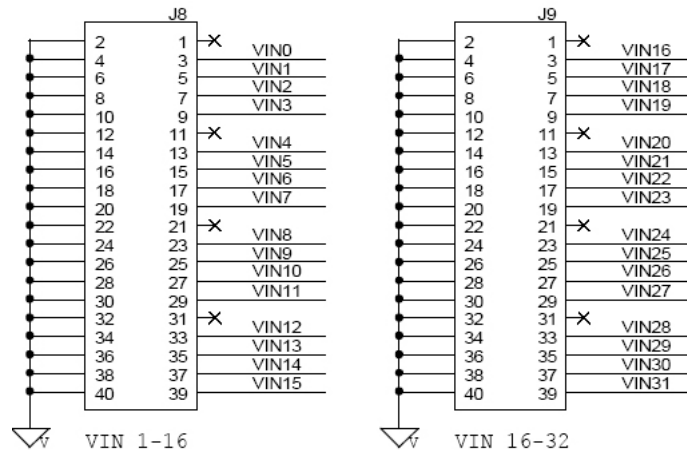 J8 J9
2 1 2 1
4 3 VIN0 4 3 VIN16
6 5 VIN1 6 5 VIN17
8 7 VIN2 8 7 VIN18
10 9 VIN3 10 9 VIN19
12 11 12 11
14 13 VIN4 14 13 VIN20
16 15 VIN5 16 15 VIN21
18 17 VIN6 18 17 VIN22
20 19 VIN7 20 19 VIN23
22 21 22 21
24 23 VIN8 24 23 VIN24
26 25 VIN9 26 25 VIN25
28 27 VIN10 28 27 VIN26
30 29 VIN11 30 29 VIN27
32 31 32 31
34 33 VIN12 34 33 VIN28
36 35 VIN13 36 35 VIN29
38 37 VIN14 38 37 VIN30
40 39 VIN15 40 39 VIN31
V VIN 1-16 V VIN 16-32